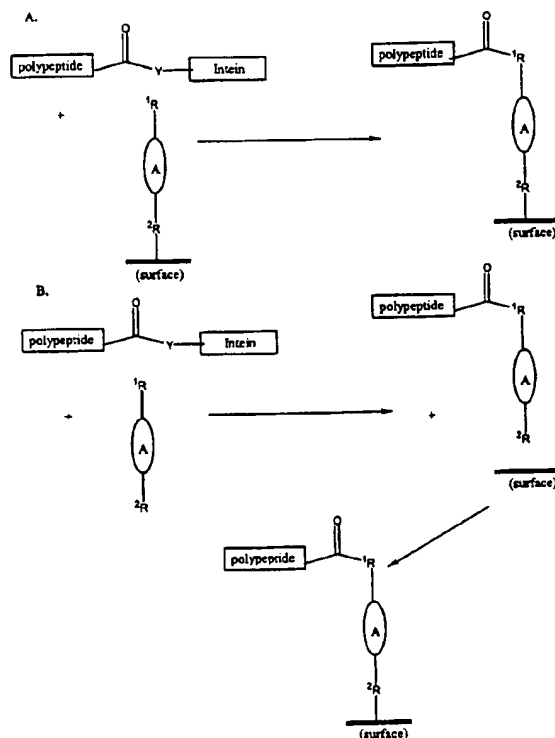 A.
O
polypeptide
Y
Intein
+
¹R
A
²R
(surface)
O
polypeptide
¹R
A
²R
(surface)
B.
O
polypeptide
Y
Intein
+
¹R
A
²R
O
polypeptide
¹R
+
A
²R
(surface)
O
polypeptide
¹R
A
²R
(surface)